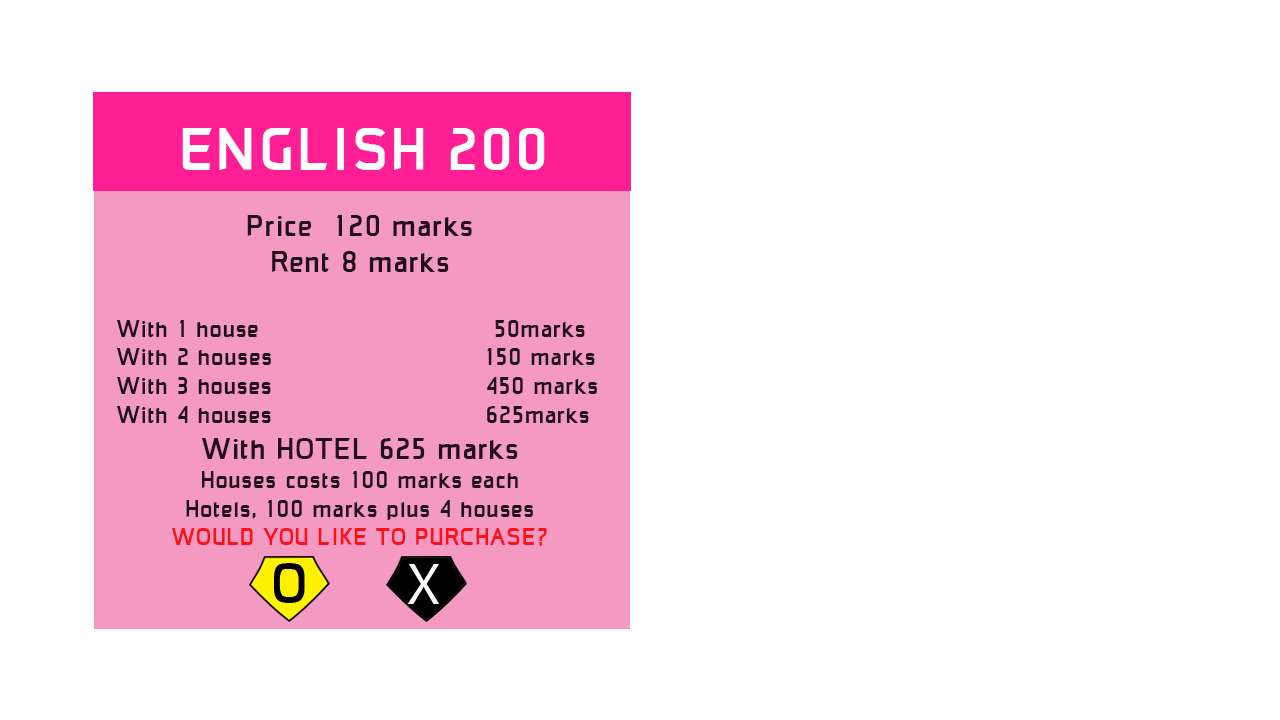 ENGLISH 200
Price 120 marks
Rent 8 marks
With 1 house 50marks
With 2 houses 150 marks
With 3 houses 450 marks
With 4 houses 625marks
With HOTEL 625 marks
Houses costs 100 marks each
Hotels, 100 marks plus 4 houses
WOULD YOU LIKE TO PURCHASE?
O X